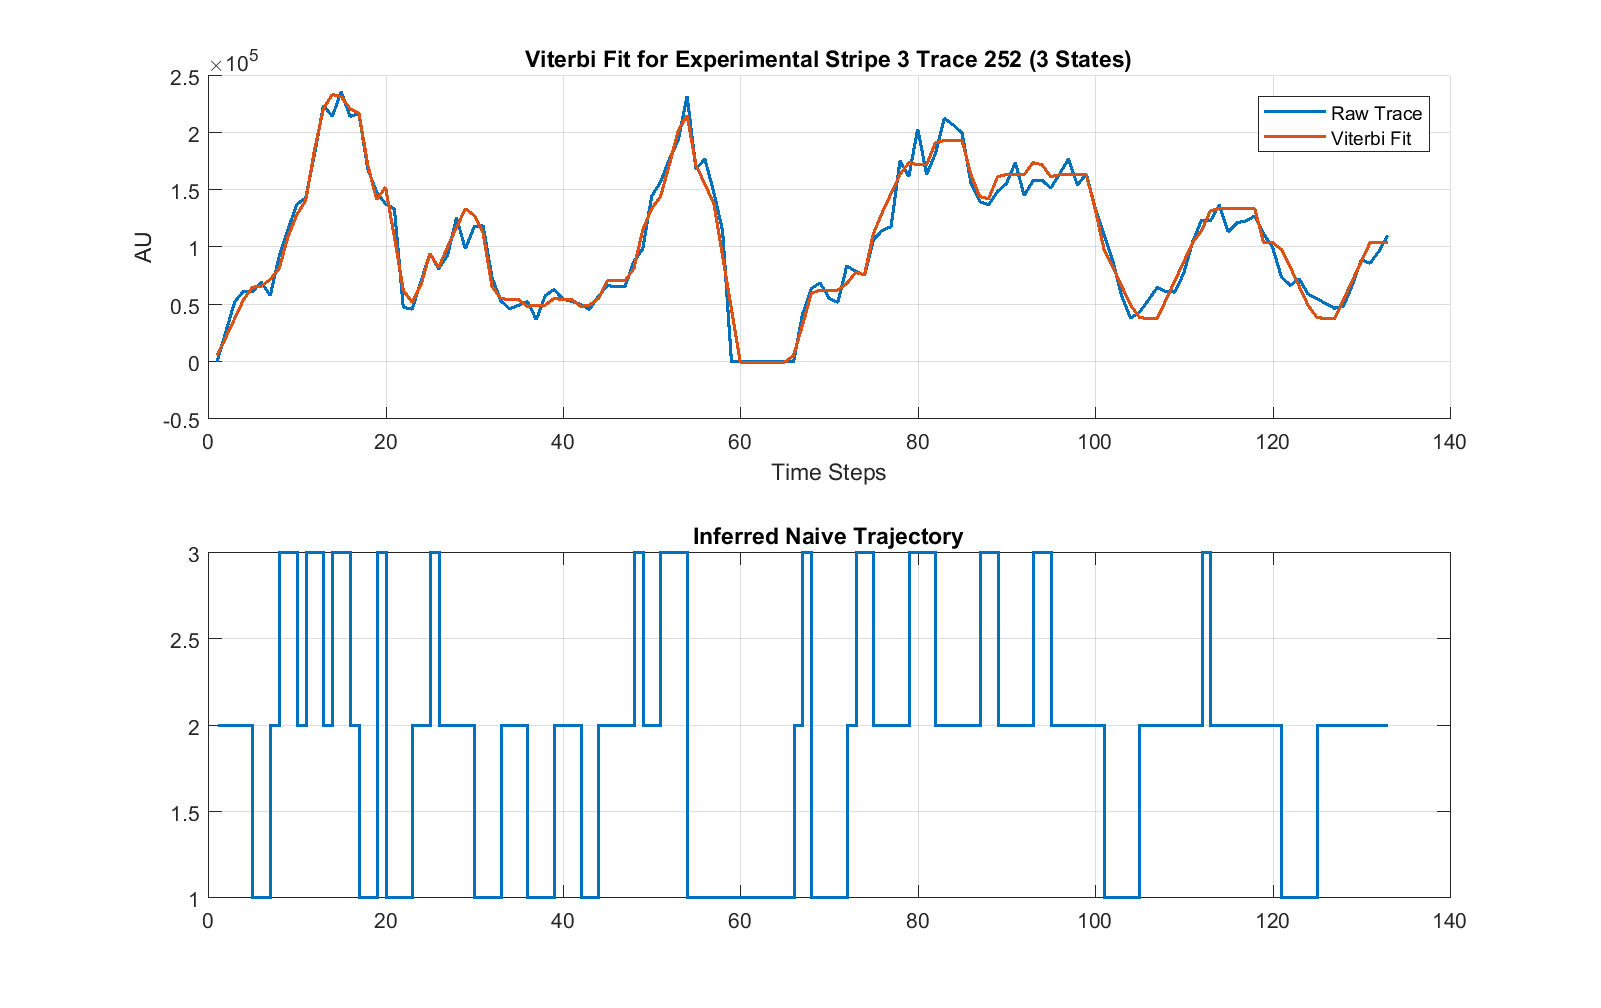 Viterbi Fit for Experimental Stripe 3 Trace 252 (3 States)
×10^5
2.5
2
1.5
1
0.5
0
-0.5
AU
Raw Trace
Viterbi Fit
0 20 40 60 80 100 120 140
Time Steps
Inferred Naive Trajectory
3
2.5
2
1.5
1
0 20 40 60 80 100 120 140